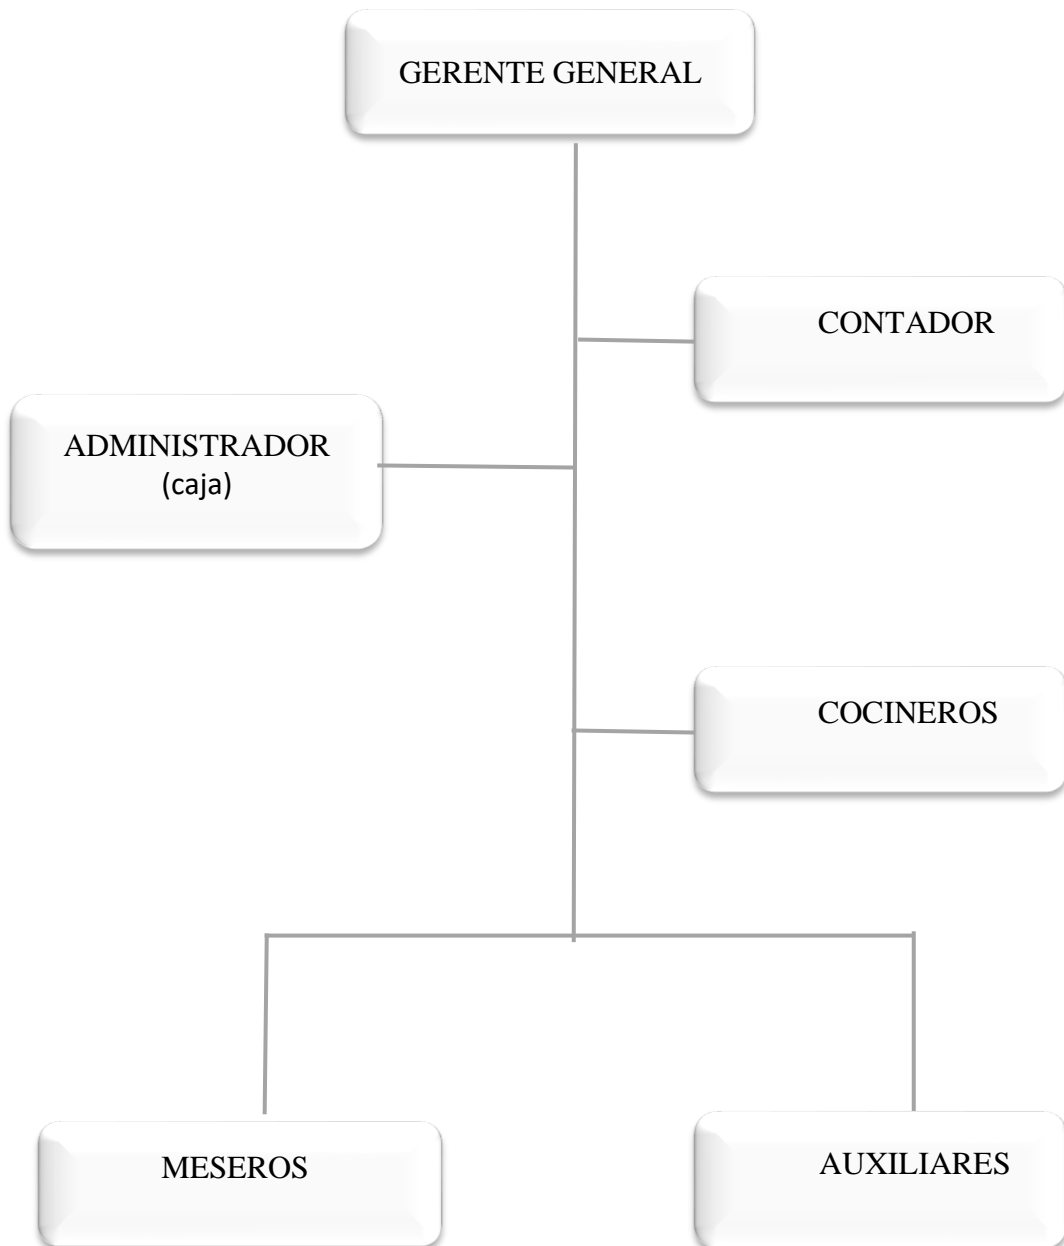 GERENTE GENERAL
CONTADOR
ADMINISTRADOR
(caja)
COCINEROS
MESEROS
AUXILIARES